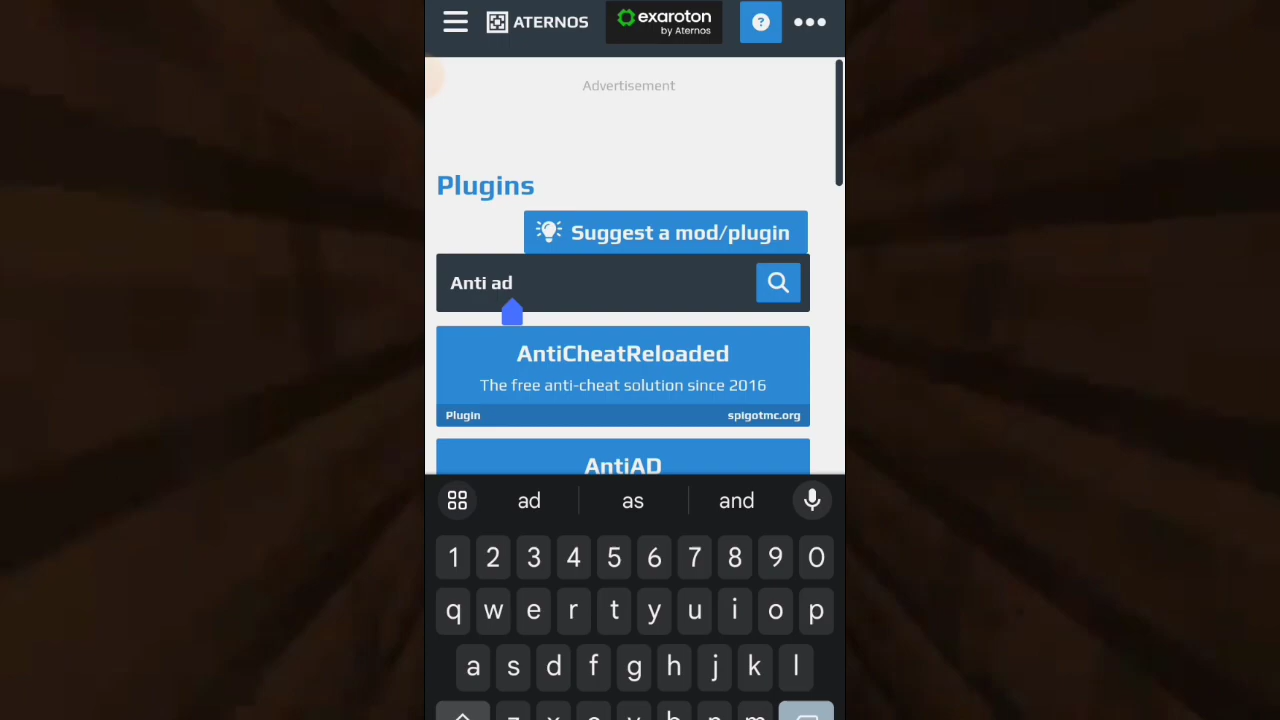 ATERNOS
exaroton
by Aternos
?
Advertisement
Plugins
Suggest a mod/plugin
Anti ad
AntiCheatReloaded
The free anti-cheat solution since 2016
Plugin spigotmc.org
AntiAD
ad as and
1 2 3 4 5 6 7 8 9 0
q w e r t y u i o p
a s d f g h j k l
z x c v b n m